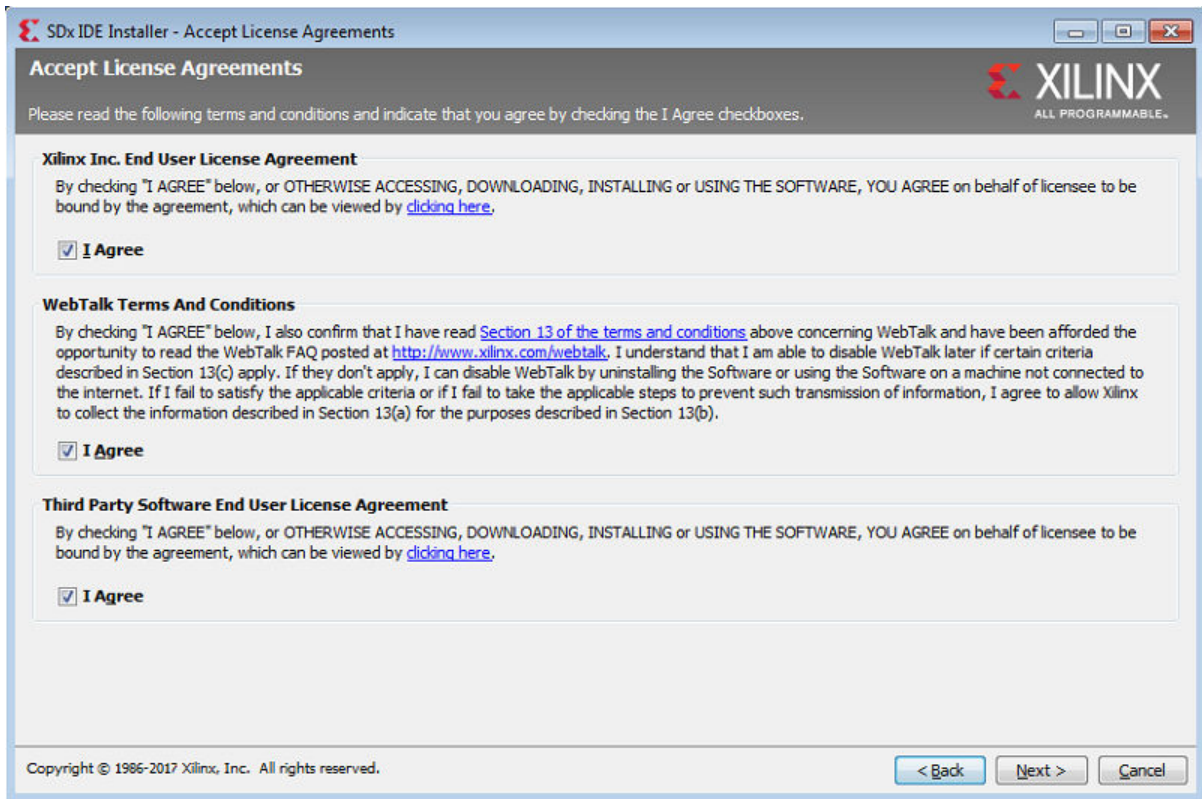 SDx IDE Installer - Accept License Agreements
Accept License Agreements
XILINX
ALL PROGRAMMABLE™
Please read the following terms and conditions and indicate that you agree by checking the I Agree checkboxes.
Xilinx Inc. End User License Agreement
By checking "I AGREE" below, or OTHERWISE ACCESSING, DOWNLOADING, INSTALLING or USING THE SOFTWARE, YOU AGREE on behalf of licensee to be
bound by the agreement, which can be viewed by clicking here.
I Agree
WebTalk Terms And Conditions
By checking "I AGREE" below, I also confirm that I have read Section 13 of the terms and conditions above concerning WebTalk and have been afforded the
opportunity to read the WebTalk FAQ posted at http://www.xilinx.com/webtalk. I understand that I am able to disable WebTalk later if certain criteria
described in Section 13(c) apply. If they don't apply, I can disable WebTalk by uninstalling the Software or using the Software on a machine not connected to
the internet. If I fail to satisfy the applicable criteria or if I fail to take the applicable steps to prevent such transmission of information, I agree to allow Xilinx
to collect the information described in Section 13(a) for the purposes described in Section 13(b).
I Agree
Third Party Software End User License Agreement
By checking "I AGREE" below, or OTHERWISE ACCESSING, DOWNLOADING, INSTALLING or USING THE SOFTWARE, YOU AGREE on behalf of licensee to be
bound by the agreement, which can be viewed by clicking here.
I Agree
Copyright © 1986-2017 Xilinx, Inc. All rights reserved.
< Back
Next >
Cancel